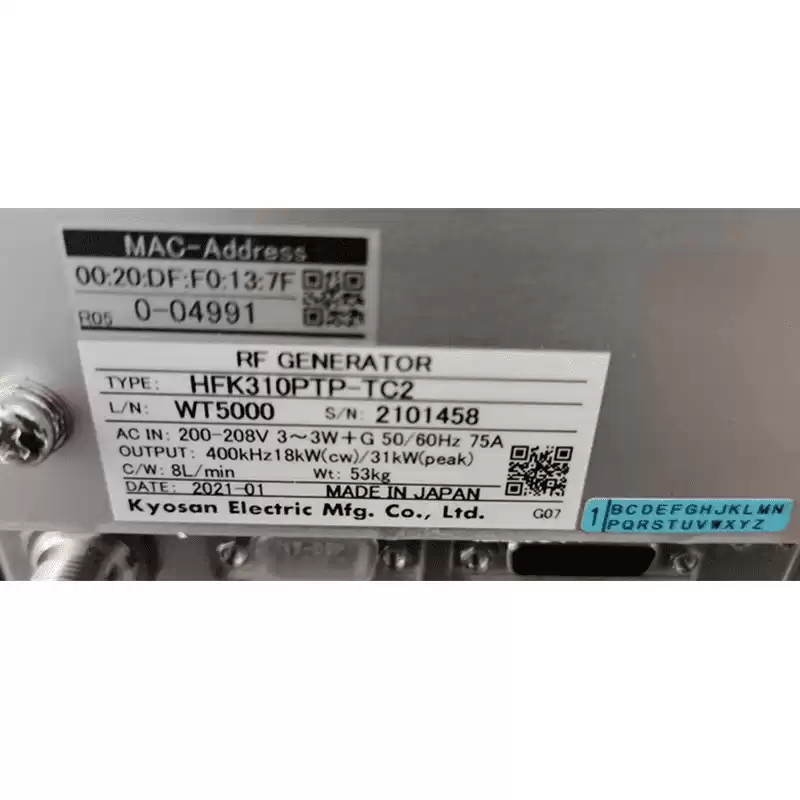 MAC-Address
00:20:DF:F0:13:7F
R05 0-04991
RF GENERATOR
TYPE: HFK310PTP-TC2
L/N: WT5000 S/N: 2101458
AC IN: 200-208V 3~3W+G 50/60Hz 75A
OUTPUT: 400kHz18kW(cw)/31kW(peak)
C/W: 8L/min Wt: 53kg
DATE: 2021-01 MADE IN JAPAN
Kyosan Electric Mfg. Co., Ltd. G07
1 BCDEFGHJKLMN
PQRSTUVWXYZ